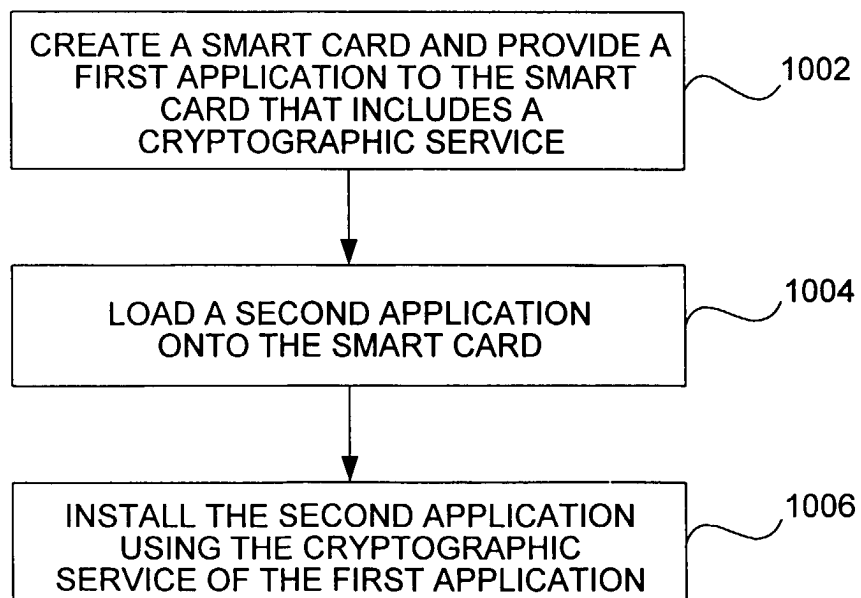 CREATE A SMART CARD AND PROVIDE A
FIRST APPLICATION TO THE SMART
CARD THAT INCLUDES A
CRYPTOGRAPHIC SERVICE
1002
LOAD A SECOND APPLICATION
ONTO THE SMART CARD
1004
INSTALL THE SECOND APPLICATION
USING THE CRYPTOGRAPHIC
SERVICE OF THE FIRST APPLICATION
1006